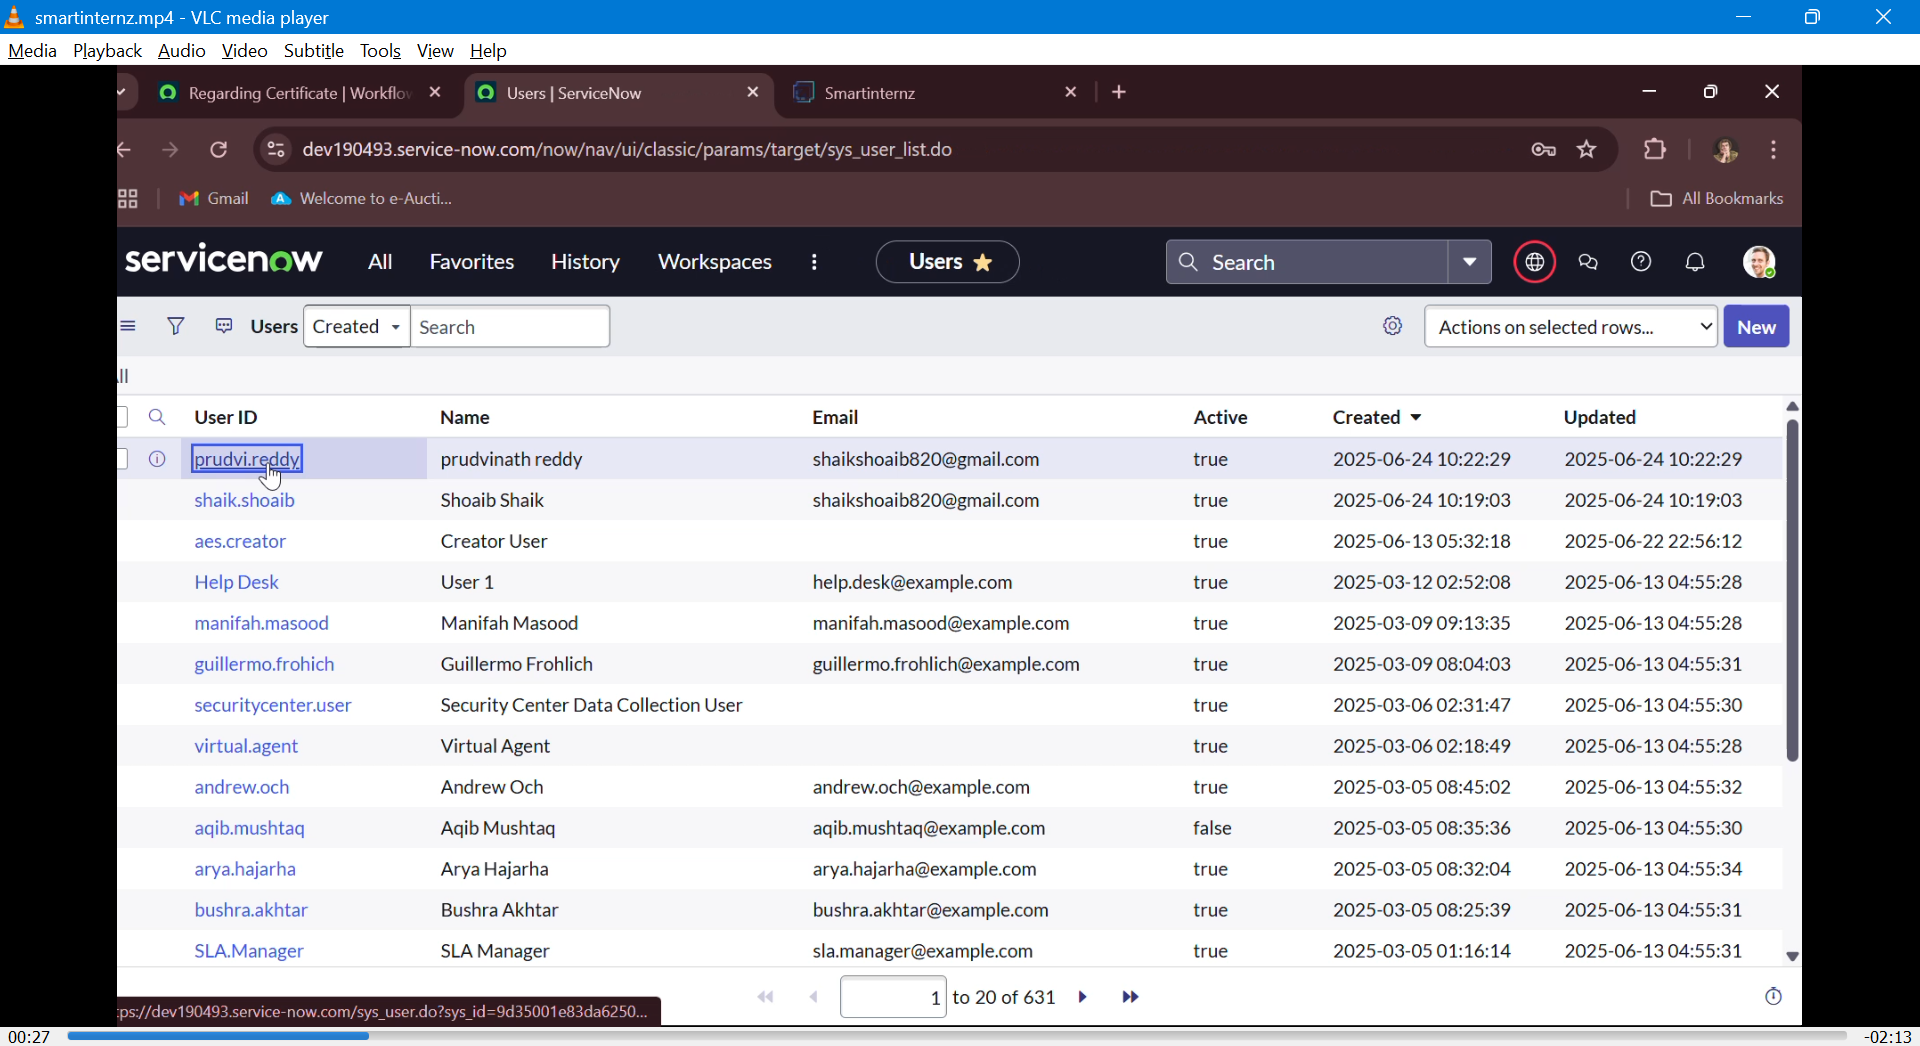 smartinternz.mp4 - VLC media player
Media Playback Audio Video Subtitle Tools View Help
Regarding Certificate | Workflov Users | ServiceNow Smartinternz
dev190493.service-now.com/now/nav/ui/classic/params/target/sys_user_list.do
Gmail Welcome to e-Aucti... All Bookmarks
servicenow All Favorites History Workspaces Users Search
Users Created Search Actions on selected rows... New
All
User ID Name Email Active Created Updated
prudvi.reddy prudvinath reddy shaikshoaib820@gmail.com true 2025-06-24 10:22:29 2025-06-24 10:22:29
shaik.shoaib Shoaib Shaik shaikshoaib820@gmail.com true 2025-06-24 10:19:03 2025-06-24 10:19:03
aes.creator Creator User true 2025-06-13 05:32:18 2025-06-22 22:56:12
Help Desk User 1 help.desk@example.com true 2025-03-12 02:52:08 2025-06-13 04:55:28
manifah.masood Manifah Masood manifah.masood@example.com true 2025-03-09 09:13:35 2025-06-13 04:55:28
guillermo.frohich Guillermo Frohlich guillermo.frohlich@example.com true 2025-03-09 08:04:03 2025-06-13 04:55:31
securitycenter.user Security Center Data Collection User true 2025-03-06 02:31:47 2025-06-13 04:55:30
virtual.agent Virtual Agent true 2025-03-06 02:18:49 2025-06-13 04:55:28
andrew.och Andrew Och andrew.och@example.com true 2025-03-05 08:45:02 2025-06-13 04:55:32
aqib.mushtaq Aqib Mushtaq aqib.mushtaq@example.com false 2025-03-05 08:35:36 2025-06-13 04:55:30
arya.hajarha Arya Hajarha arya.hajarha@example.com true 2025-03-05 08:32:04 2025-06-13 04:55:34
bushra.akhtar Bushra Akhtar bushra.akhtar@example.com true 2025-03-05 08:25:39 2025-06-13 04:55:31
SLA.Manager SLA Manager sla.manager@example.com true 2025-03-05 01:16:14 2025-06-13 04:55:31
1 to 20 of 631
tps://dev190493.service-now.com/sys_user.do?sys_id=9d35001e83da6250...
00:27 -02:13